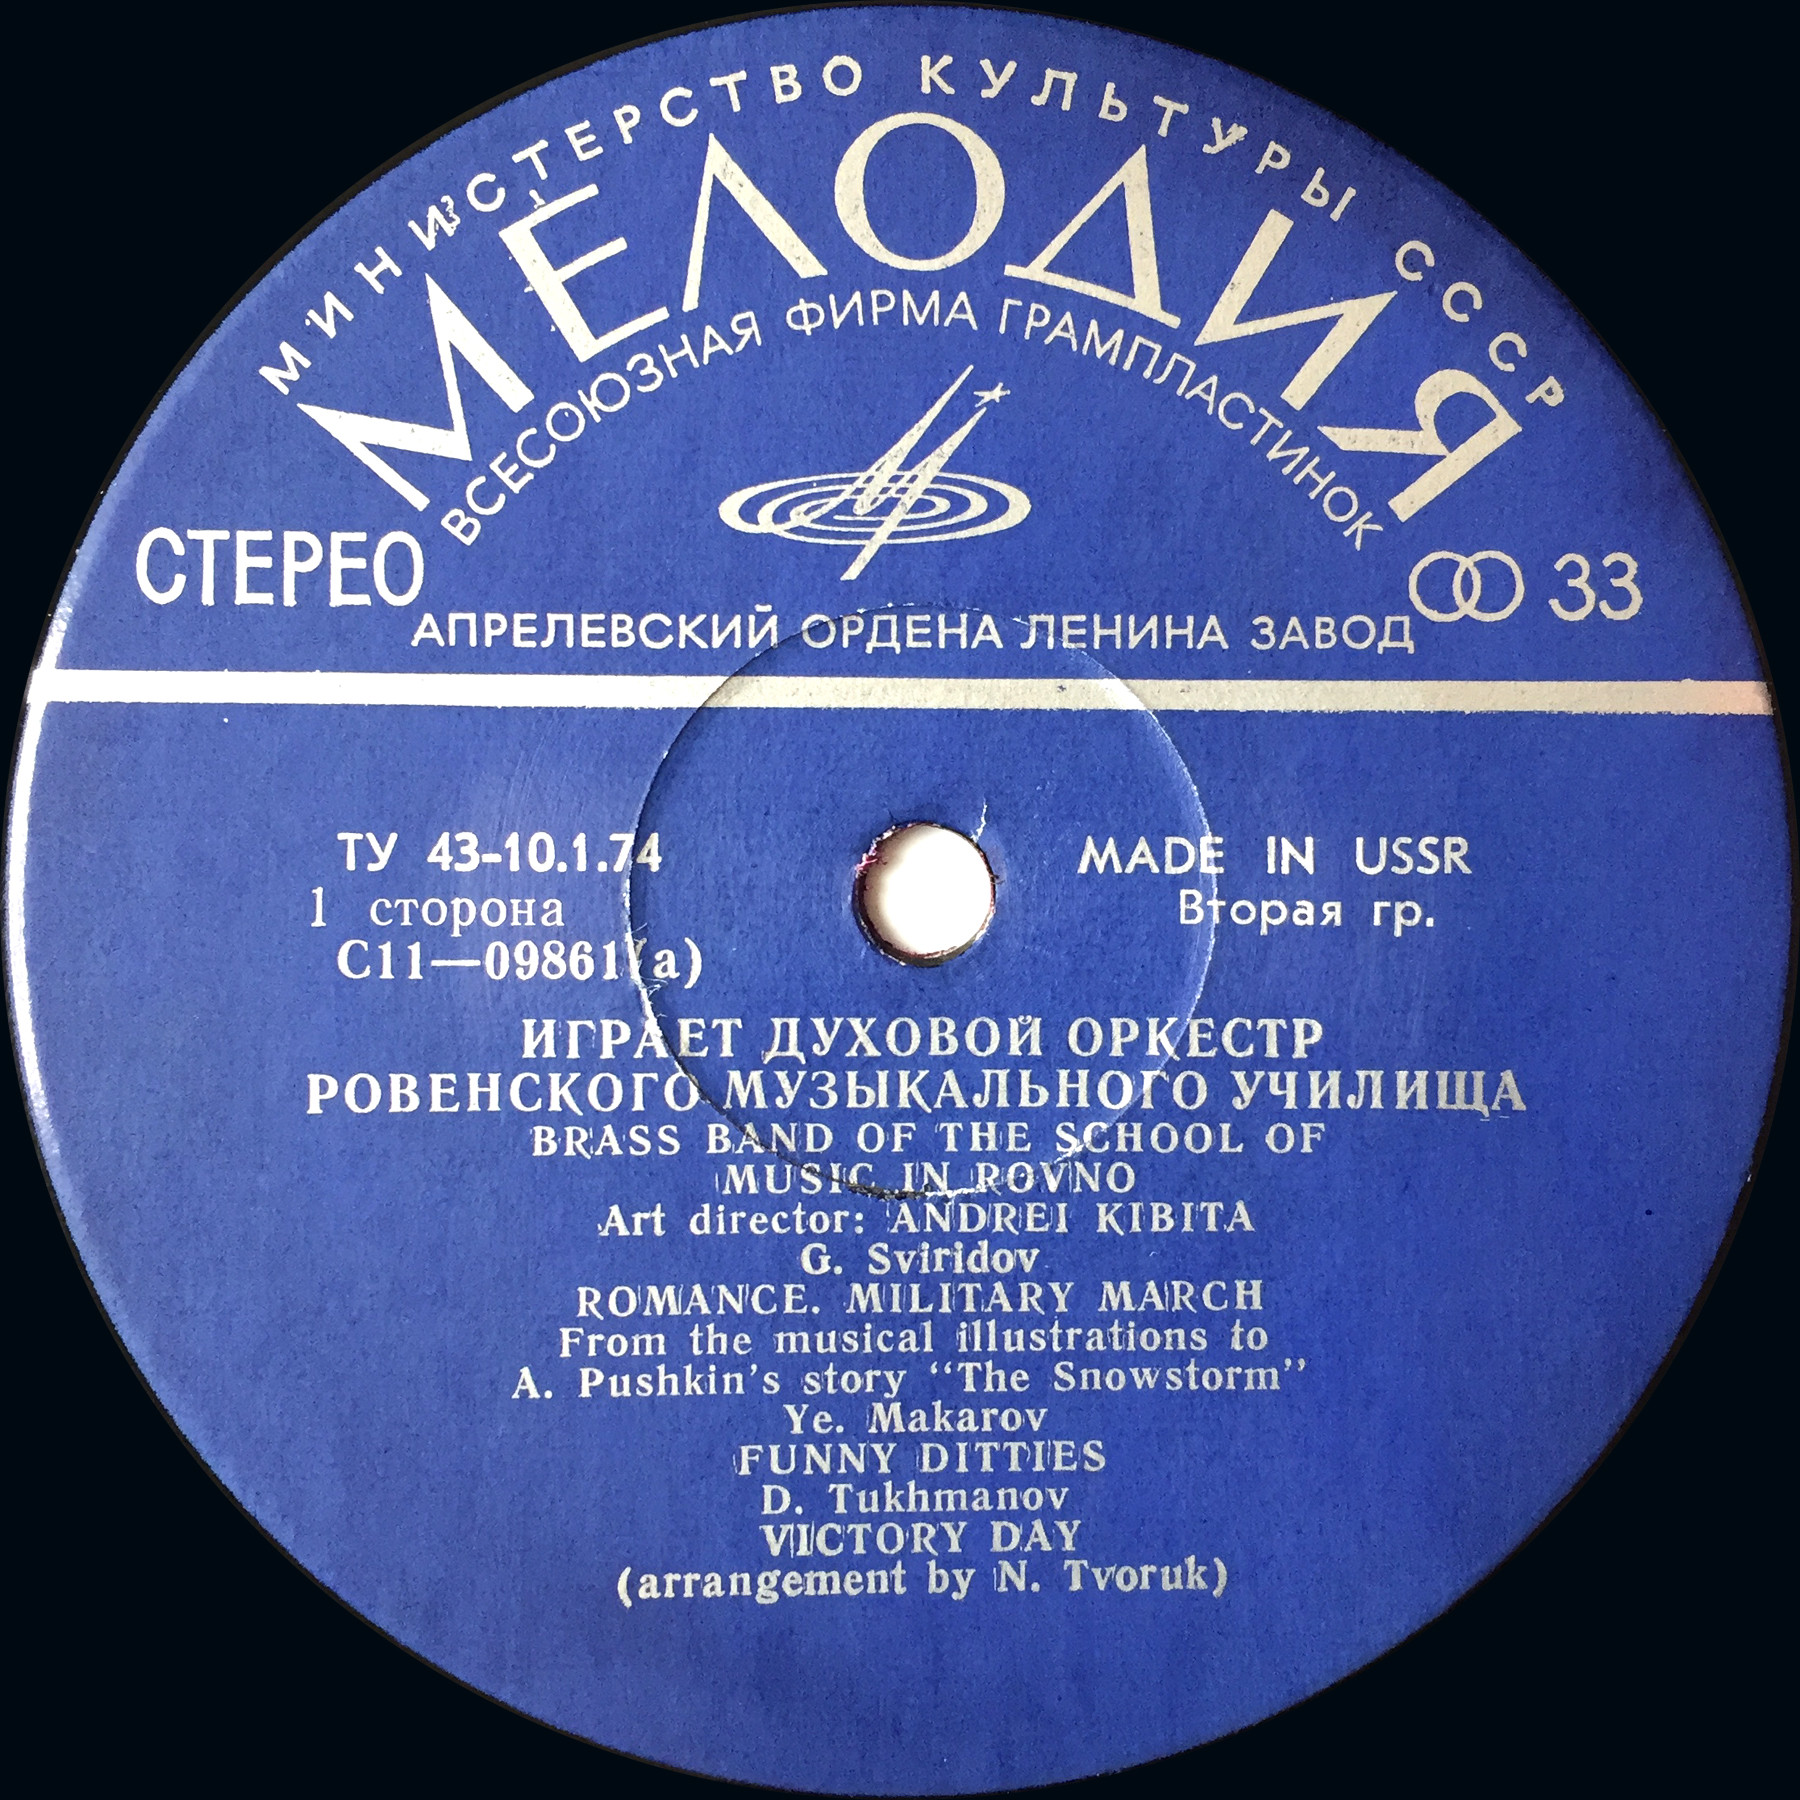 МИНИСТЕРСТВО КУЛЬТУРЫ СССР
МЕЛОДИЯ
ВСЕСОЮЗНАЯ ФИРМА ГРАМПЛАСТИНОК
СТЕРЕО
33
АПРЕЛЕВСКИЙ ОРДЕНА ЛЕНИНА ЗАВОД
ТУ 43-10.1.74
1 сторона
С11—09861(а)
MADE IN USSR
Вторая гр.
ИГРАЕТ ДУХОВОЙ ОРКЕСТР
РОВЕНСКОГО МУЗЫКАЛЬНОГО УЧИЛИЩА
BRASS BAND OF THE SCHOOL OF
MUSIC IN ROVNO
Art director: ANDREI KIBITA
G. Sviridov
ROMANCE. MILITARY MARCH
From the musical illustrations to
A. Pushkin's story “The Snowstorm”
Ye. Makarov
FUNNY DITTIES
D. Tukhmanov
VICTORY DAY
(arrangement by N. Tvoruk)